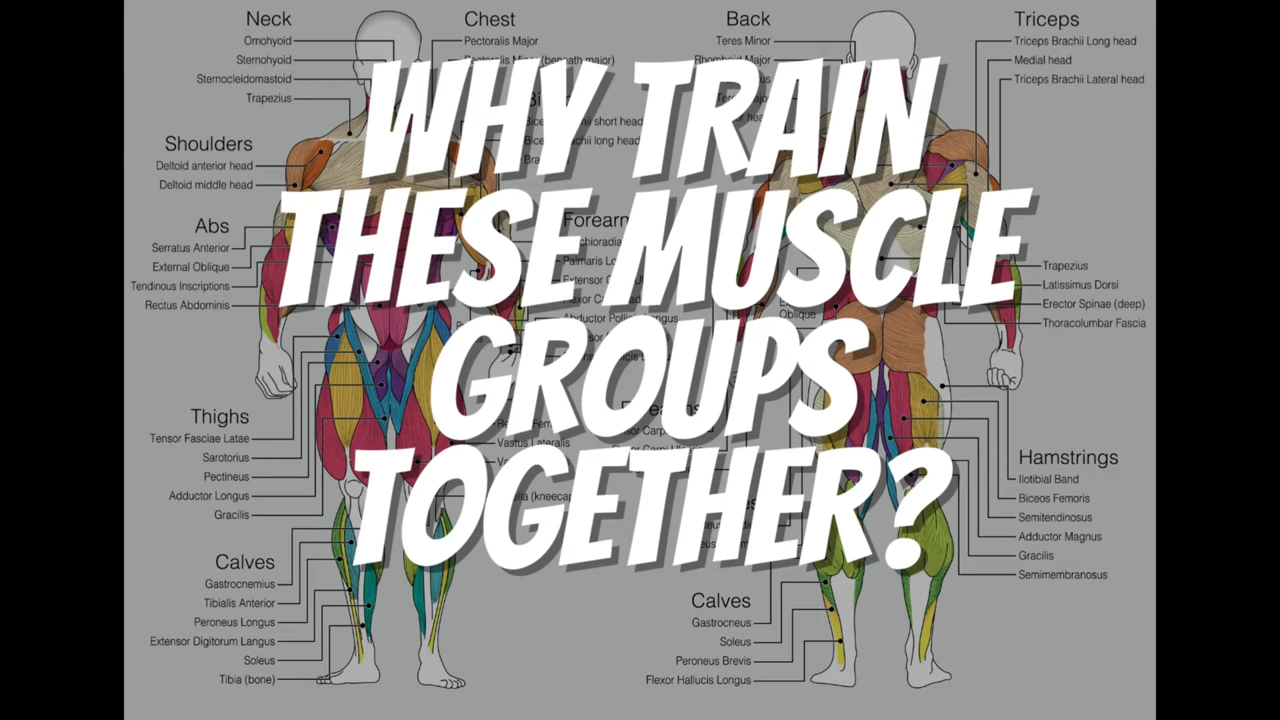 WHY TRAIN
THESE MUSCLE
GROUPS
TOGETHER?
Neck
Omohyoid
Sternohyoid
Sternocleidomastoid
Trapezius
Shoulders
Deltoid anterior head
Deltoid middle head
Abs
Serratus Anterior
External Oblique
Tendinous Inscriptions
Rectus Abdominis
Thighs
Tensor Fasciae Latae
Sarotorius
Pectineus
Adductor Longus
Gracilis
Calves
Gastrocnemius
Tibialis Anterior
Peroneus Longus
Extensor Digitorum Langus
Soleus
Tibia (bone)
Chest
Pectoralis Major
Vastus Lateralis
Back
Teres Minor
Oblique
Calves
Gastrocneus
Soleus
Peroneus Brevis
Flexor Hallucis Longus
Triceps
Triceps Brachii Long head
Medial head
Triceps Brachii Lateral head
Trapezius
Latissimus Dorsi
Erector Spinae (deep)
Thoracolumbar Fascia
Hamstrings
Ilotibial Band
Biceos Femoris
Semitendinosus
Adductor Magnus
Gracilis
Semimembranosus